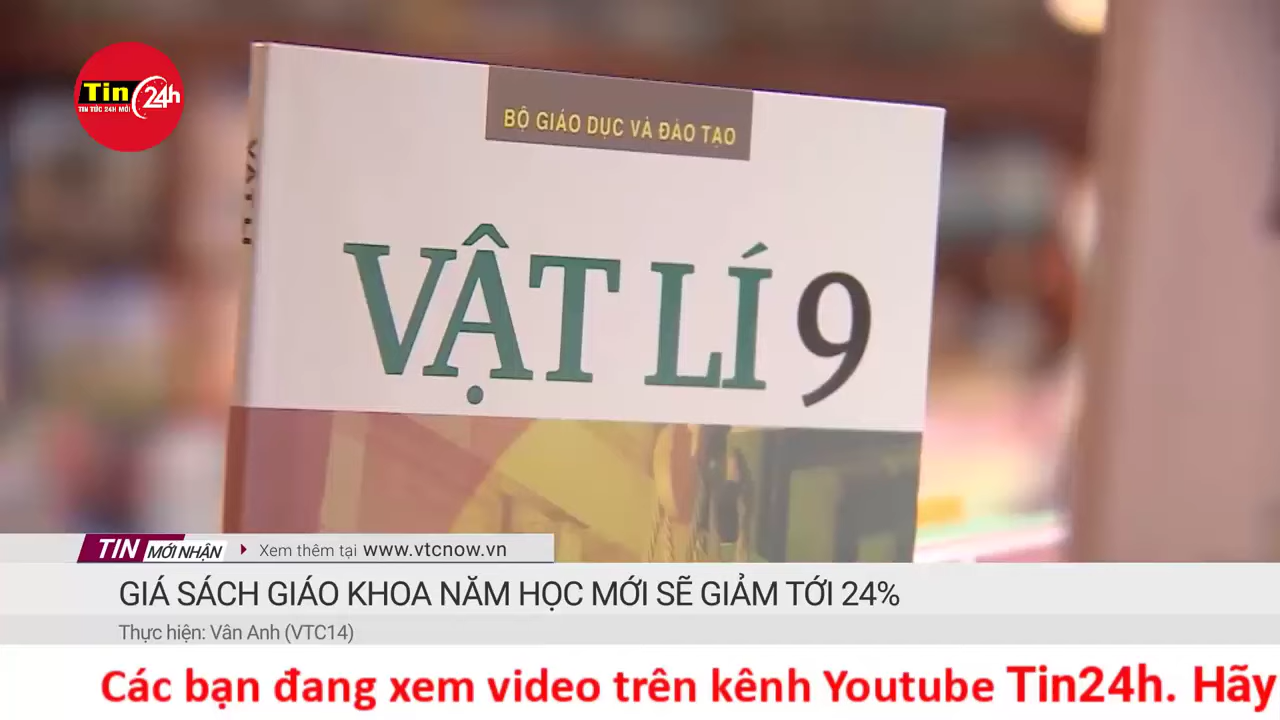 Tin 24h
TIN TỨC 24H MỚI
BỘ GIÁO DỤC VÀ ĐÀO TẠO
VẬT LÍ
VẬT LÍ 9
TIN MỚI NHẬN Xem thêm tại www.vtcnow.vn
GIÁ SÁCH GIÁO KHOA NĂM HỌC MỚI SẼ GIẢM TỚI 24%
Thực hiện: Vân Anh (VTC14)
Các bạn đang xem video trên kênh Youtube Tin24h. Hãy